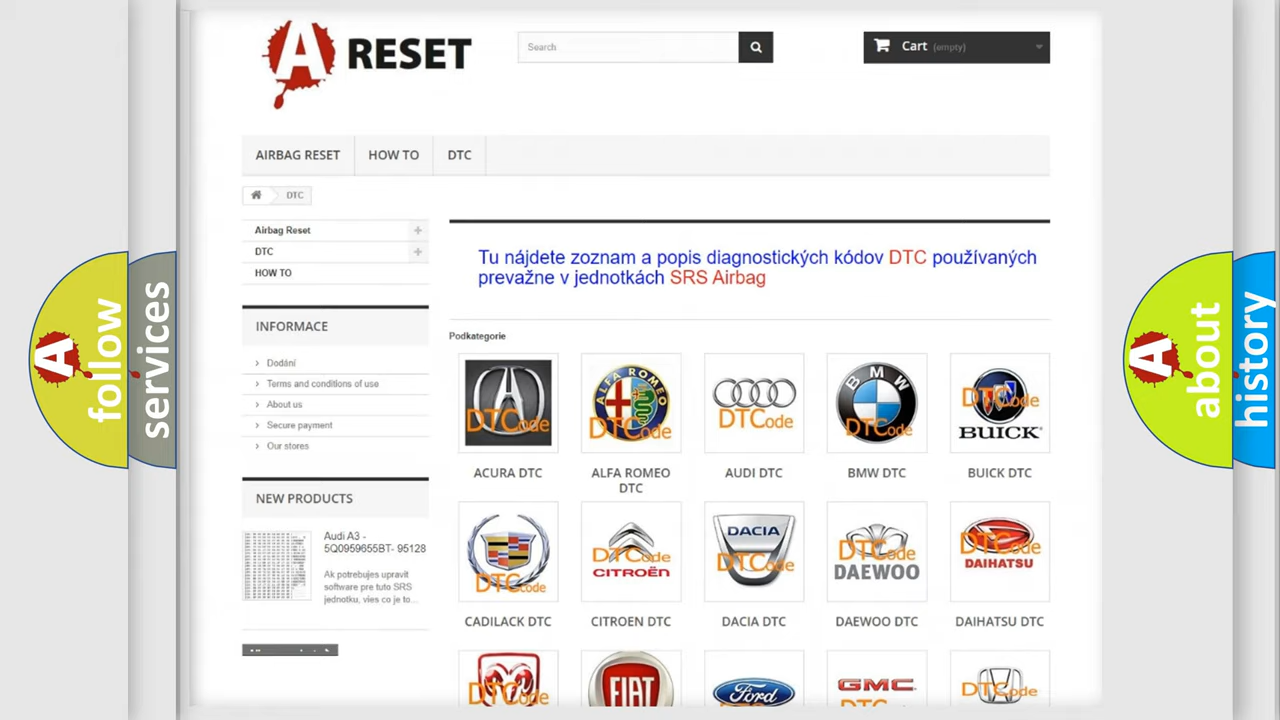 A RESET
Search
Cart (empty)
AIRBAG RESET
HOW TO
DTC
DTC
Airbag Reset
DTC
HOW TO
Tu nájdete zoznam a popis diagnostických kódov DTC používaných
prevažne v jednotkách SRS Airbag
INFORMACE
Dodání
Terms and conditions of use
About us
Secure payment
Our stores
Podkategorie
DTCode
ALFA ROMEO
DTCode
DTCode
BMW
DTCode
DTCode
BUICK
ACURA DTC
ALFA ROMEO
DTC
AUDI DTC
BMW DTC
BUICK DTC
NEW PRODUCTS
Audi A3 -
5Q0959655BT- 95128
Ak potrebujes upravit
software pre tuto SRS
jednotku, vies co je to...
DTCode
DTCode
CITROËN
DACIA
DTCode
DTCode
DAEWOO
DTCode
DAIHATSU
CADILACK DTC
CITROEN DTC
DACIA DTC
DAEWOO DTC
DAIHATSU DTC
DTCode
FIAT
Ford
GMC
DTCode
A follow
services
A about
history